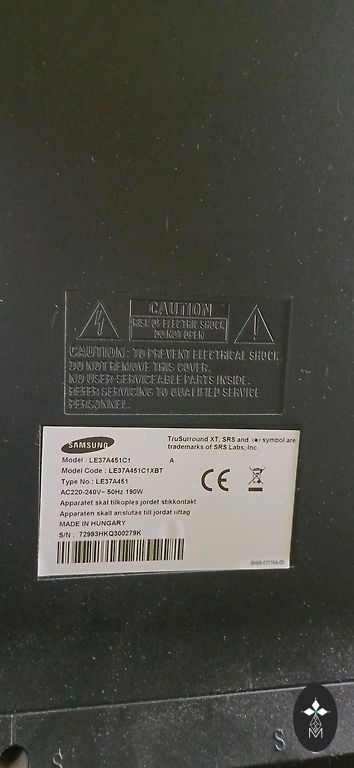 CAUTION
RISK OF ELECTRIC SHOCK
DO NOT OPEN
CAUTION: TO PREVENT ELECTRICAL SHOCK,
DO NOT REMOVE THIS COVER.
NO USER SERVICEABLE PARTS INSIDE.
REFER SERVICING TO QUALIFIED SERVICE
PERSONNEL.
SAMSUNG
TruSurround XT, SRS and (●) symbol are
trademarks of SRS Labs, Inc.
Model : LE37A451C1 A
Model Code : LE37A451C1XBT
Type No.: LE37A451
AC220-240V~ 50Hz 190W
Apparatet skal tilkoples jordet stikkontakt
Apparaten skall anslutas till jordat uttag
MADE IN HUNGARY
S/N : 72993HKQ300279K
BN68-01176A-00
S
S
M